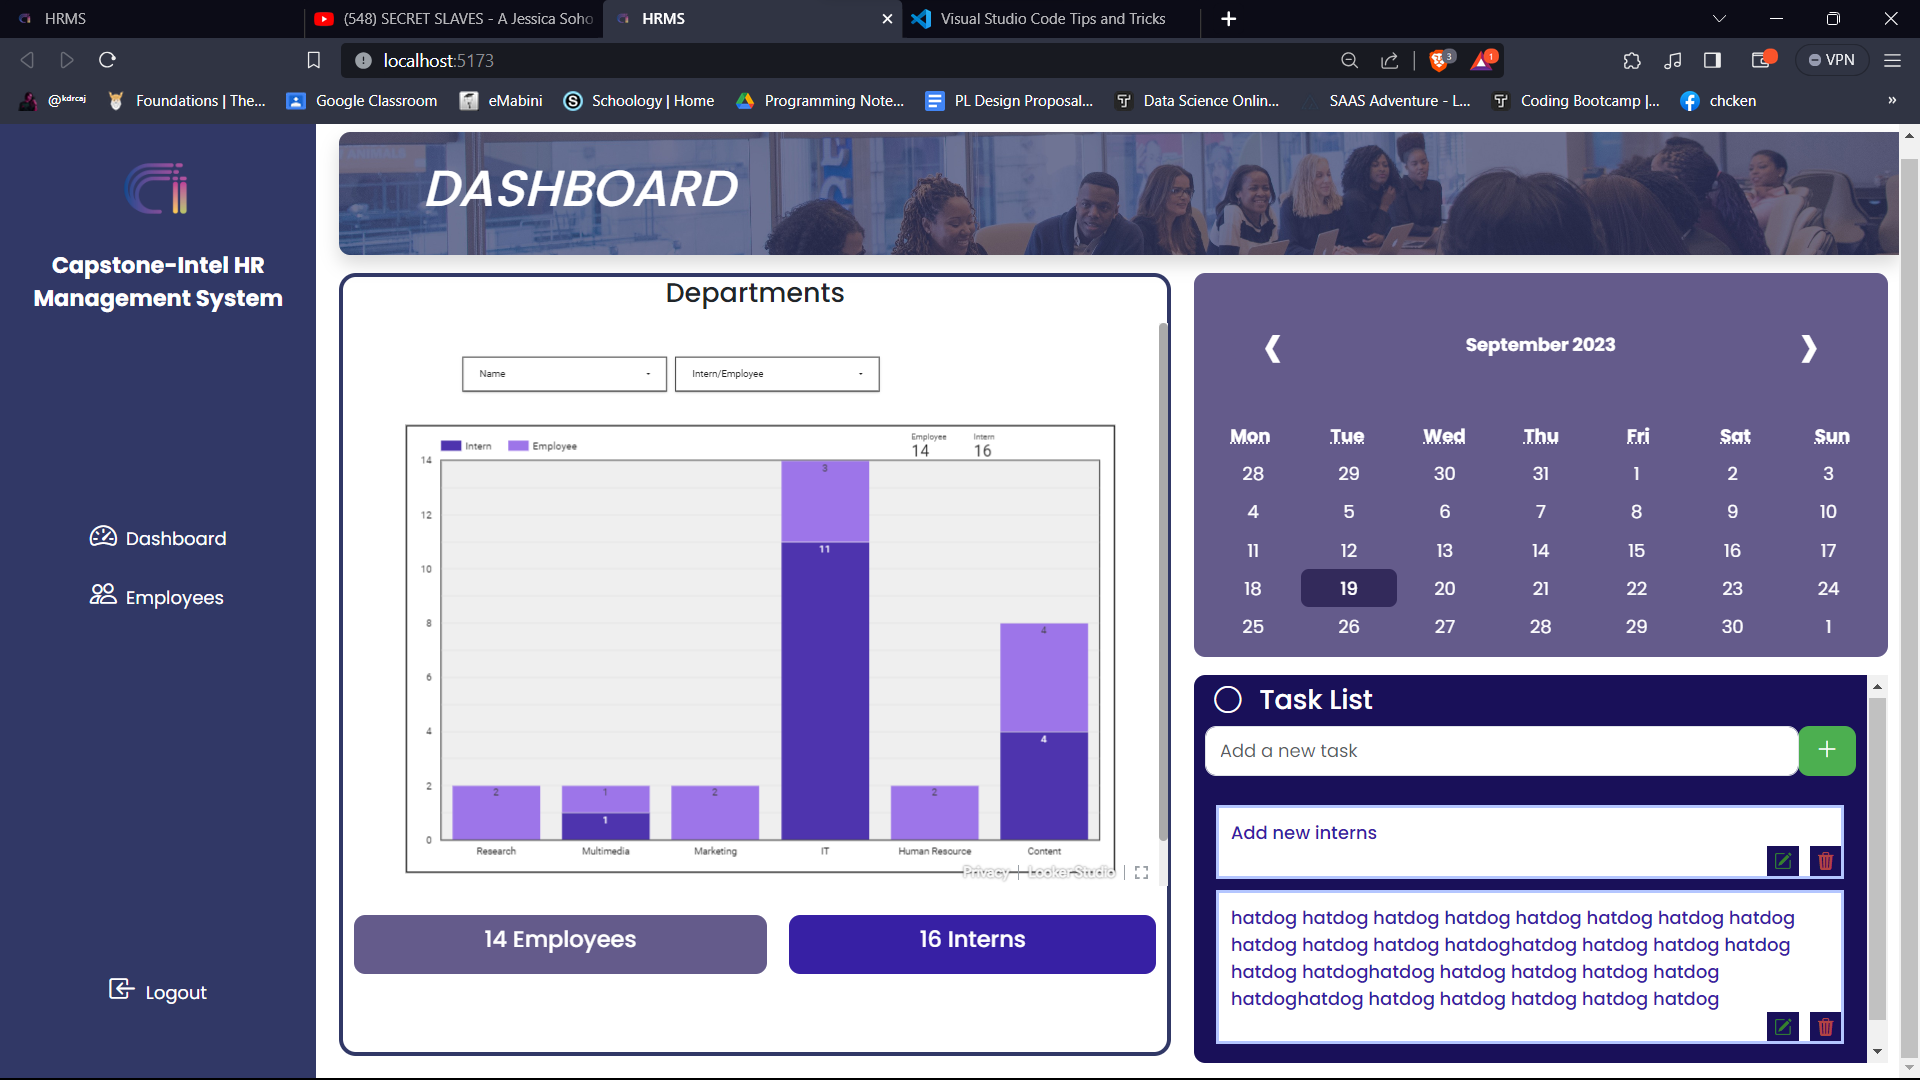 HRMS
(548) SECRET SLAVES - A Jessica Soho
HRMS
Visual Studio Code Tips and Tricks
localhost:5173
3
1
VPN
@kdrcaj
Foundations | The...
Google Classroom
eMabini
Schoology | Home
Programming Note...
PL Design Proposal...
Data Science Onlin...
SAAS Adventure - L...
Coding Bootcamp |...
chcken
»
Capstone-Intel HR
Management System
Dashboard
Employees
Logout
DASHBOARD
Departments
Name
Intern/Employee
Intern
Employee
Employee
14
Intern
16
14
12
10
8
6
4
2
0
2
1
1
2
3
11
2
4
4
Research
Multimedia
Marketing
IT
Human Resource
Content
Privacy
Looker Studio
14 Employees
16 Interns
September 2023
Mon Tue Wed Thu Fri Sat Sun
28 29 30 31 1 2 3
4 5 6 7 8 9 10
11 12 13 14 15 16 17
18 19 20 21 22 23 24
25 26 27 28 29 30 1
Task List
Add a new task
+
Add new interns
hatdog hatdog hatdog hatdog hatdog hatdog hatdog hatdog
hatdog hatdog hatdog hatdoghatdog hatdog hatdog hatdog
hatdog hatdoghatdog hatdog hatdog hatdog hatdog
hatdoghatdog hatdog hatdog hatdog hatdog hatdog